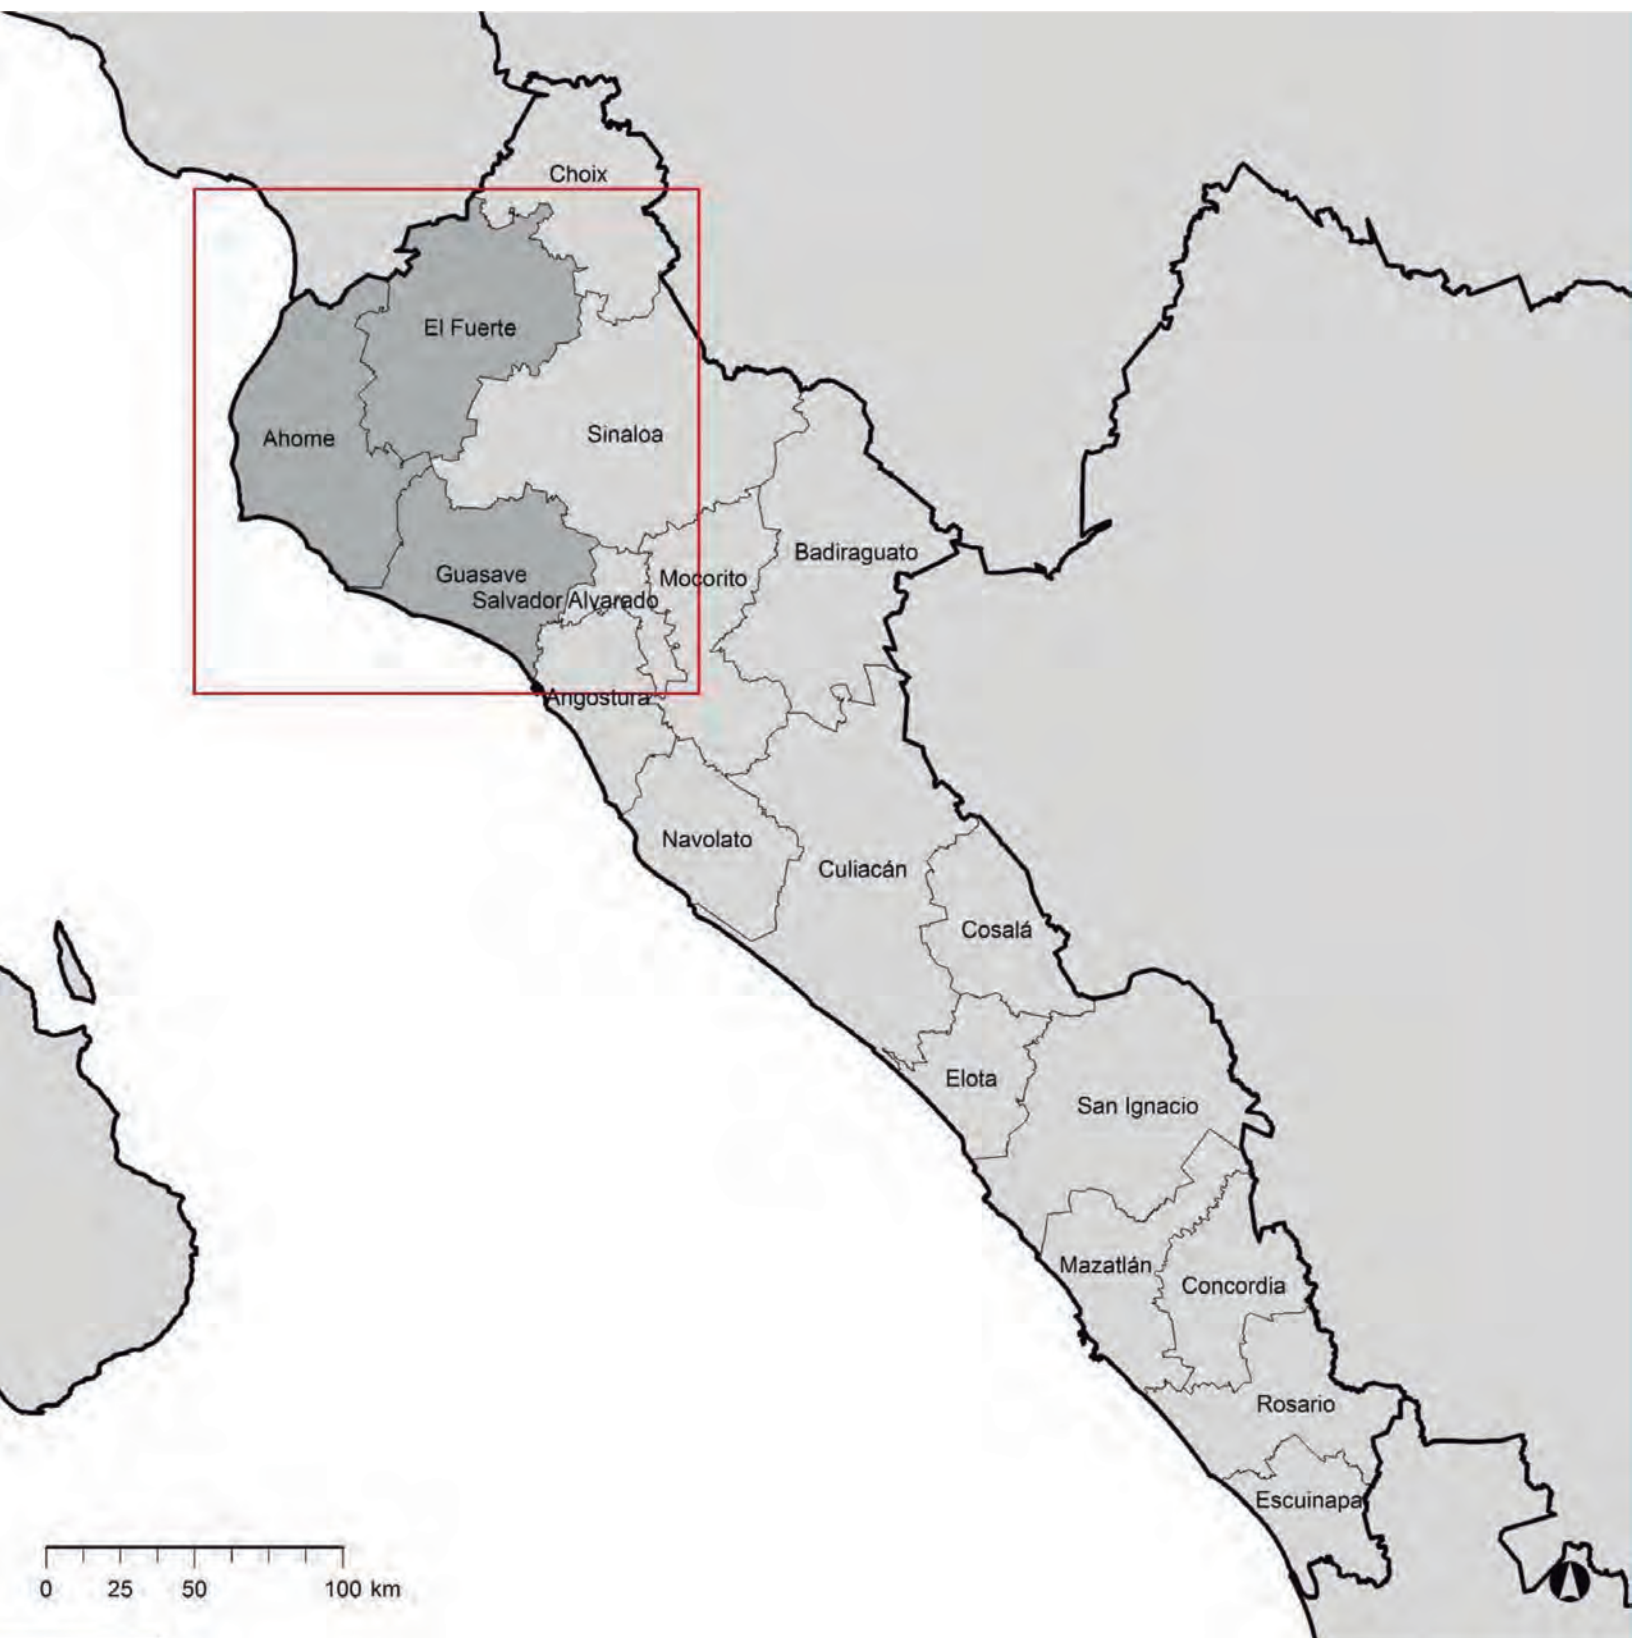 Choix
El Fuerte
Ahome
Sinaloa
Badiraguato
Guasave
Mocorito
Salvador Alvarado
Angostura
Navolato
Culiacán
Cosalá
Elota
San Ignacio
Mazatlán
Concordia
Rosario
Escuinapa
0 25 50 100 km